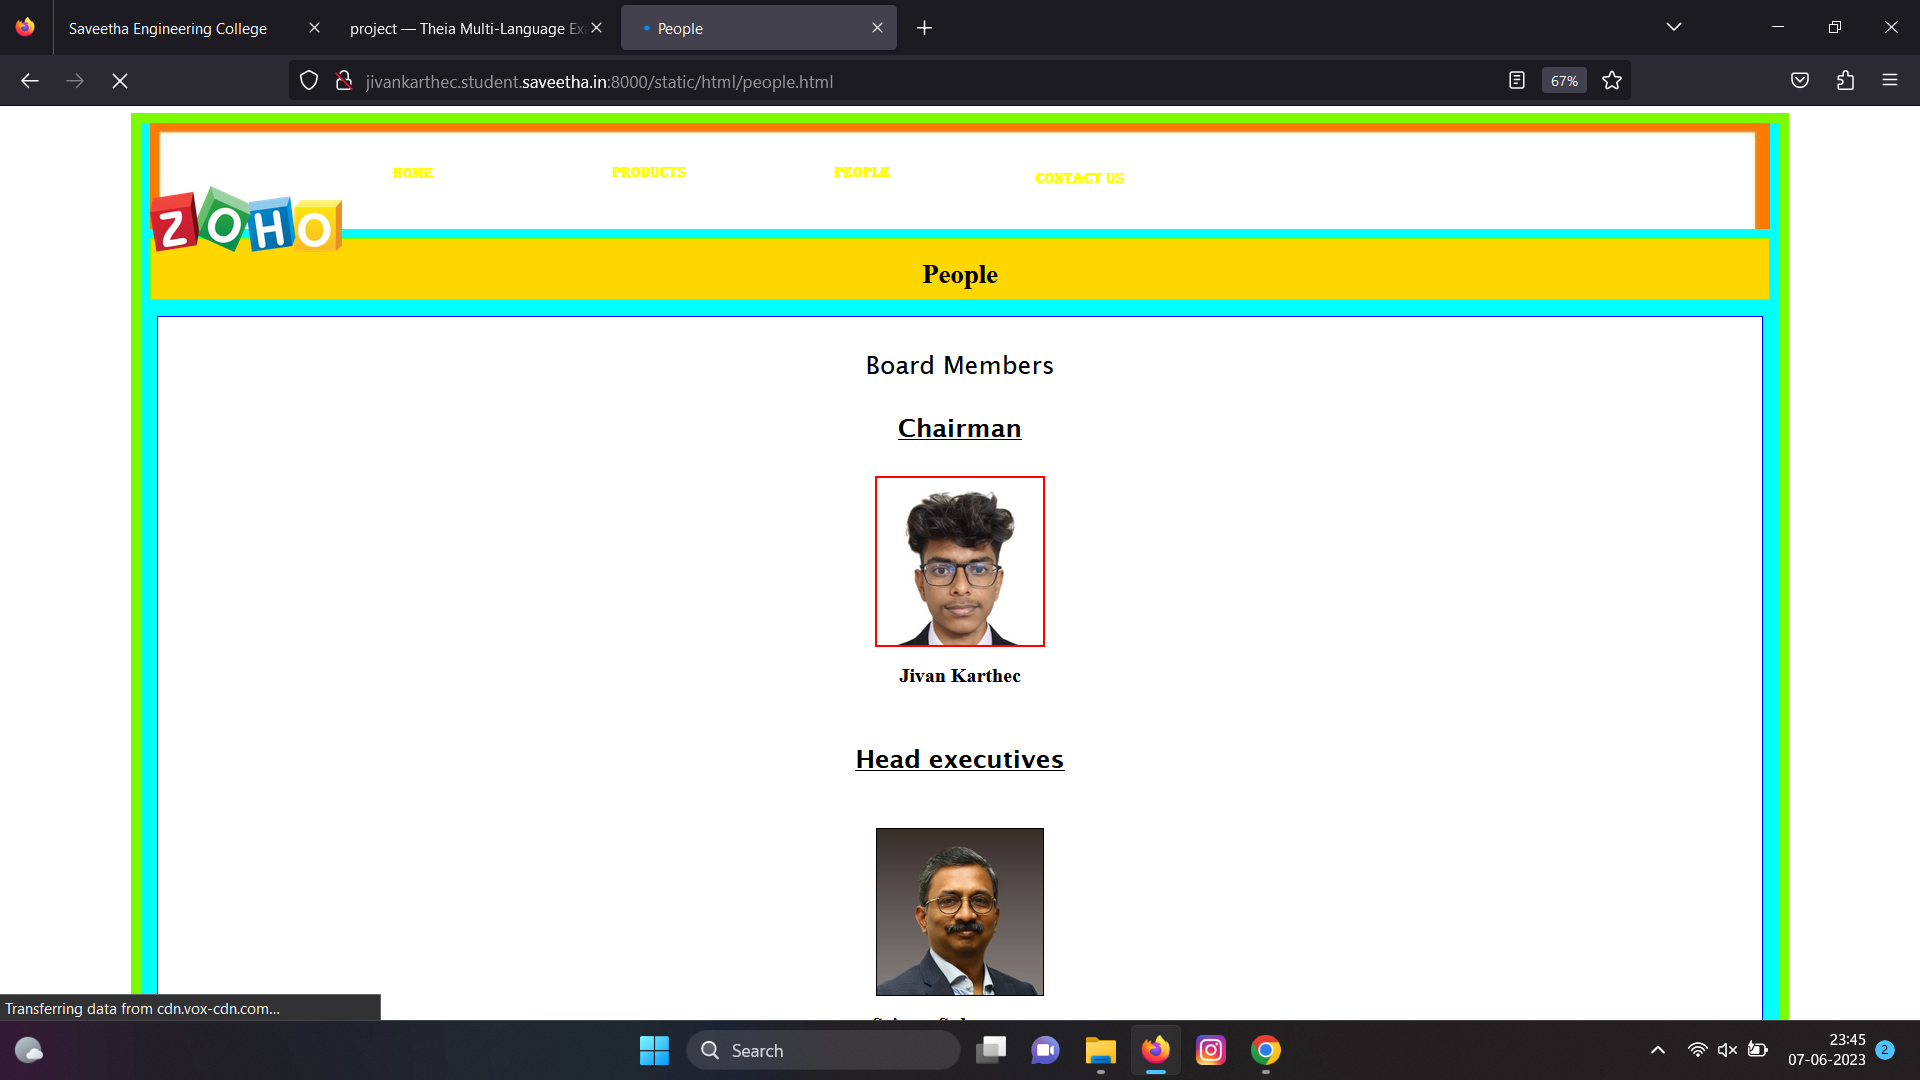 Saveetha Engineering College
project — Theia Multi-Language Ex
People
jivankarthec.student.saveetha.in:8000/static/html/people.html
67%
HOME
PRODUCTS
PEOPLE
CONTACT US
ZOHO
People
Board Members
Chairman
Jivan Karthec
Head executives
Transferring data from cdn.vox-cdn.com...
Search
23:45
07-06-2023
2